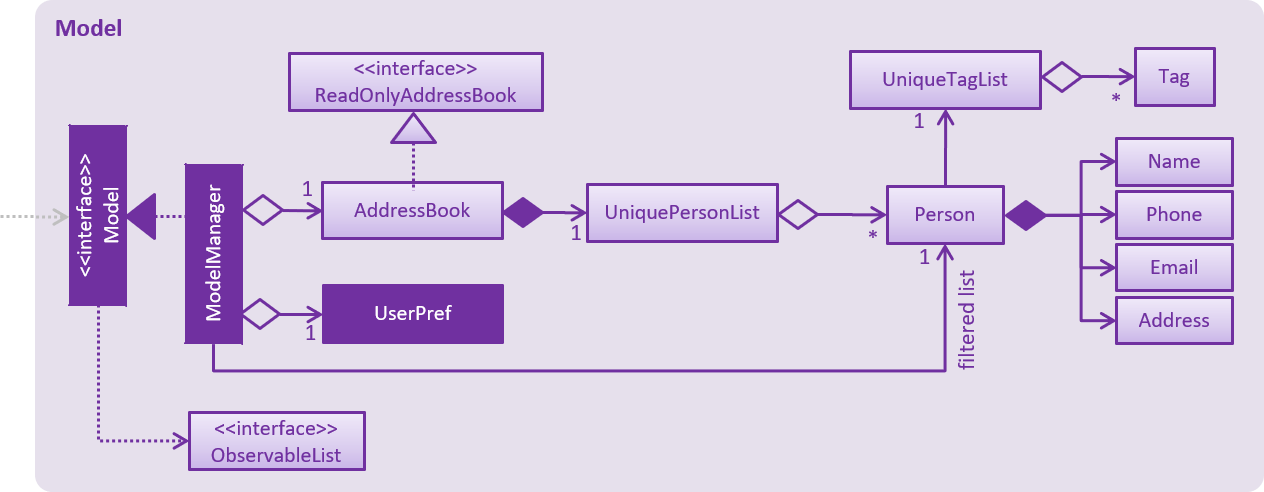 Model
<<interface>>
ReadOnlyAddressBook
UniqueTagList
*
Tag
1
<<interface>>
Model
ModelManager
1
AddressBook
1
UniquePersonList
*
Person
1
Name
Phone
Email
Address
1
UserPref
filtered list
<<interface>>
ObservableList